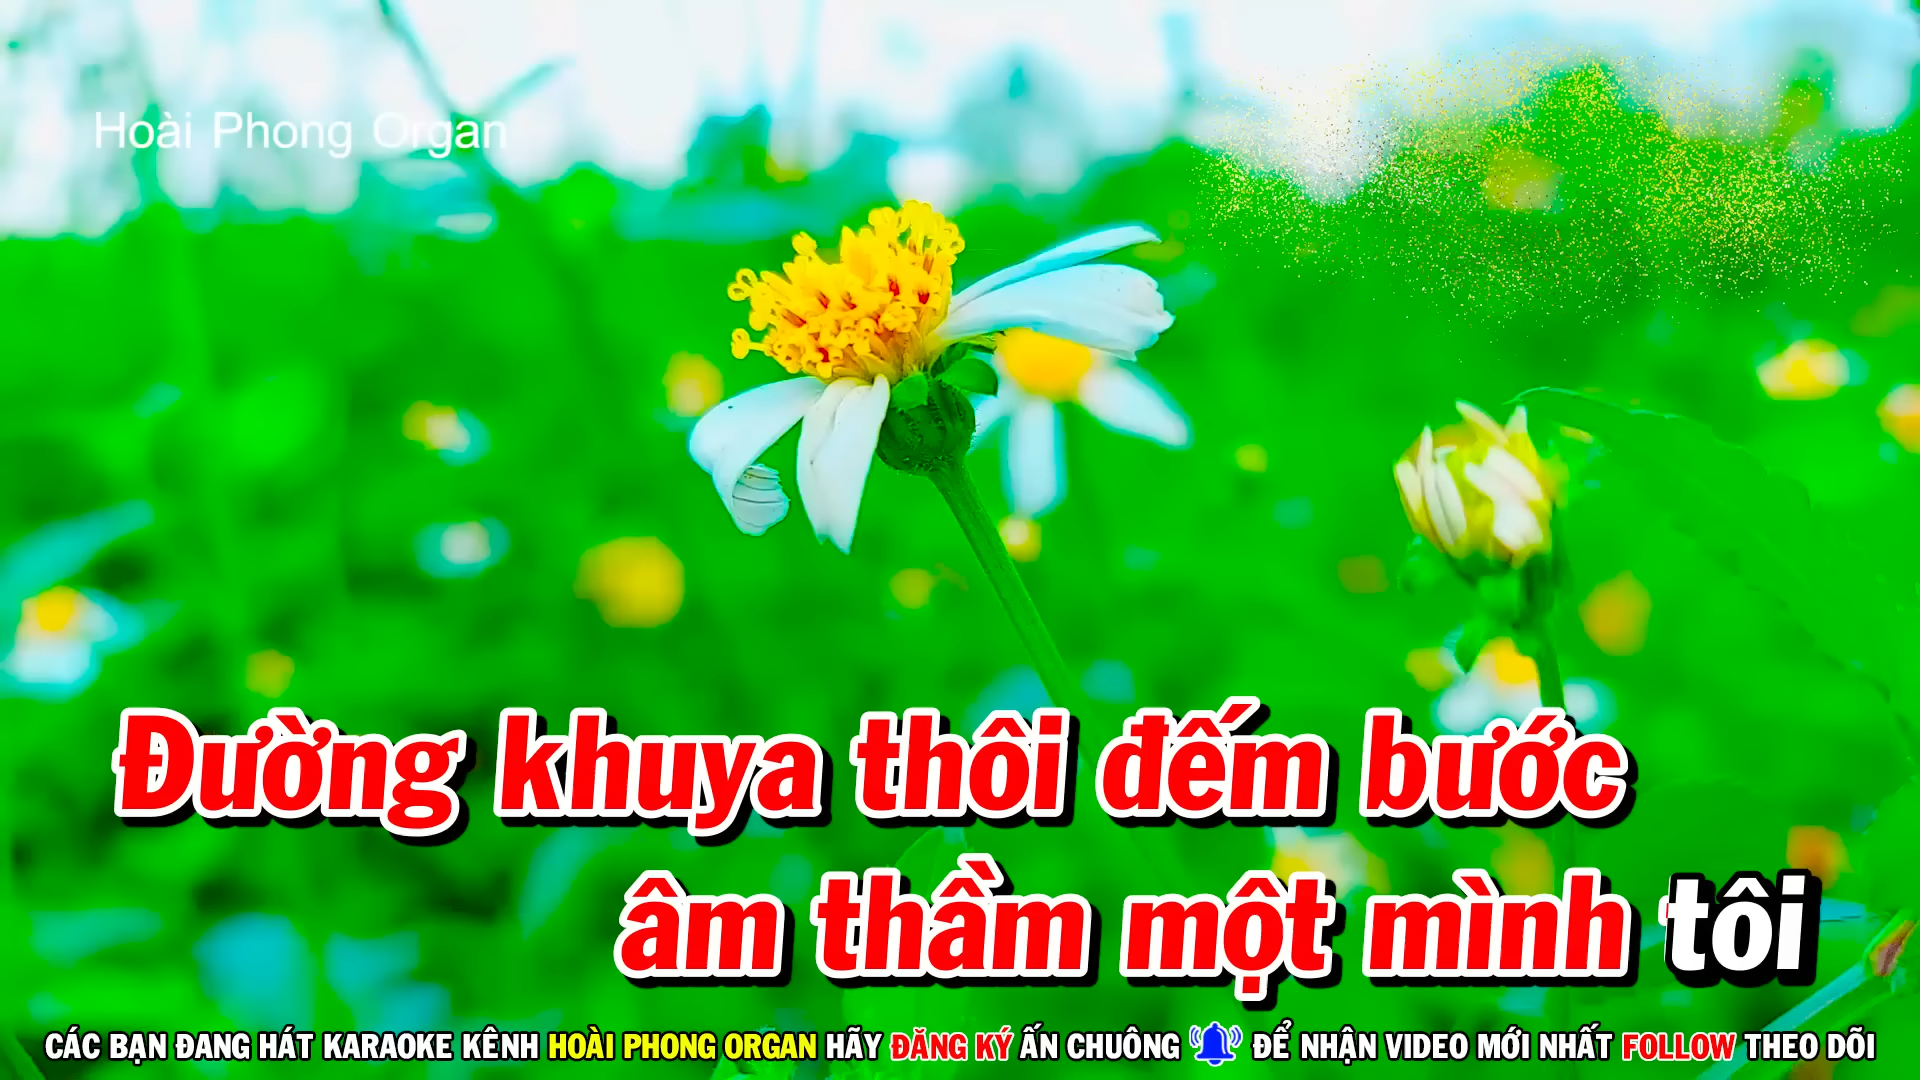 Hoài Phong Organ
Đường khuya thôi đếm bước
âm thầm một mình tôi
CÁC BẠN ĐANG HÁT KARAOKE KÊNH HOÀI PHONG ORGAN HÃY ĐĂNG KÝ ẤN CHUÔNG ĐỂ NHẬN VIDEO MỚI NHẤT FOLLOW THEO DÕI